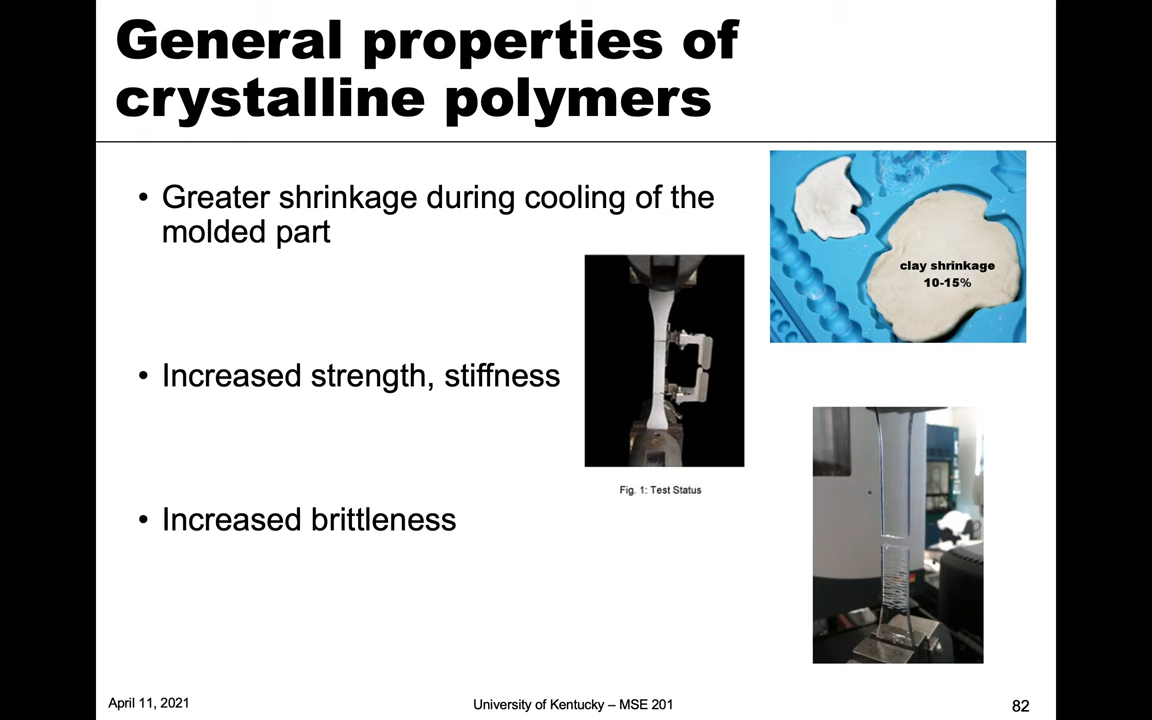 General properties of
crystalline polymers
• Greater shrinkage during cooling of the
molded part
clay shrinkage
10-15%
• Increased strength, stiffness
Fig. 1: Test Status
• Increased brittleness
April 11, 2021
University of Kentucky – MSE 201
82